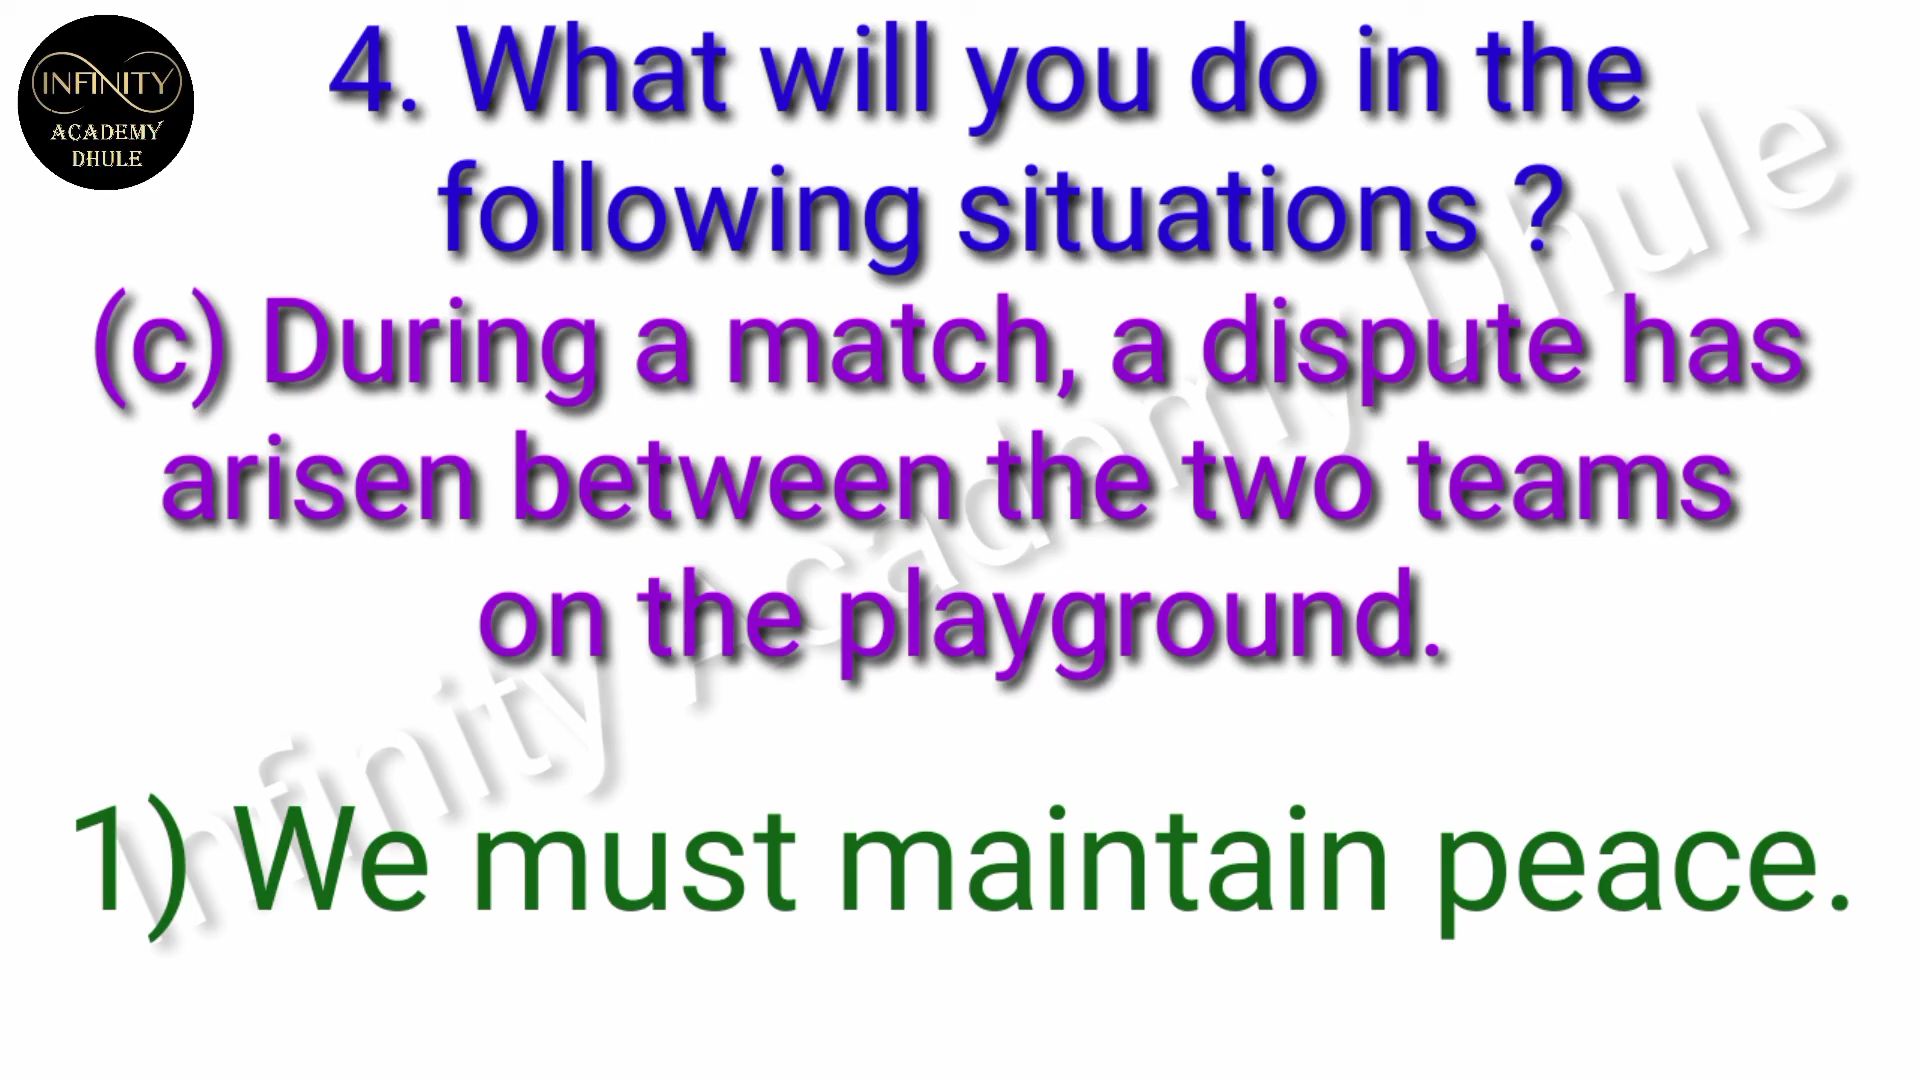 INFINITY
ACADEMY
DHULE
4. What will you do in the
following situations ?
(c) During a match, a dispute has
arisen between the two teams
on the playground.
1) We must maintain peace.
Infinity Academy Dhule